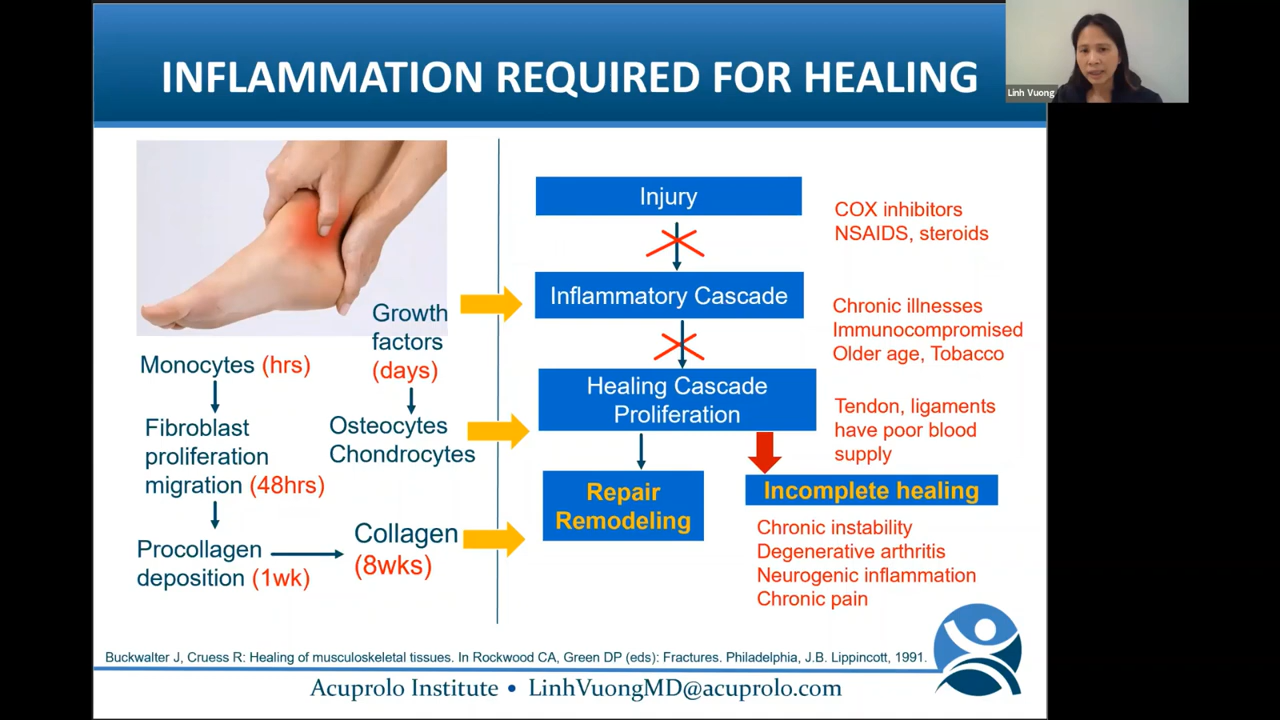 INFLAMMATION REQUIRED FOR HEALING
Linh Vuong
Growth
factors
(days)
Monocytes (hrs)
Osteocytes
Chondrocytes
Fibroblast
proliferation
migration (48hrs)
Procollagen
deposition (1wk)
Collagen
(8wks)
Injury
COX inhibitors
NSAIDS, steroids
Inflammatory Cascade
Chronic illnesses
Immunocompromised
Older age, Tobacco
Healing Cascade
Proliferation
Tendon, ligaments
have poor blood
supply
Repair
Remodeling
Incomplete healing
Chronic instability
Degenerative arthritis
Neurogenic inflammation
Chronic pain
Buckwalter J, Cruess R: Healing of musculoskeletal tissues. In Rockwood CA, Green DP (eds): Fractures. Philadelphia, J.B. Lippincott, 1991.
Acuprolo Institute • LinhVuongMD@acuprolo.com